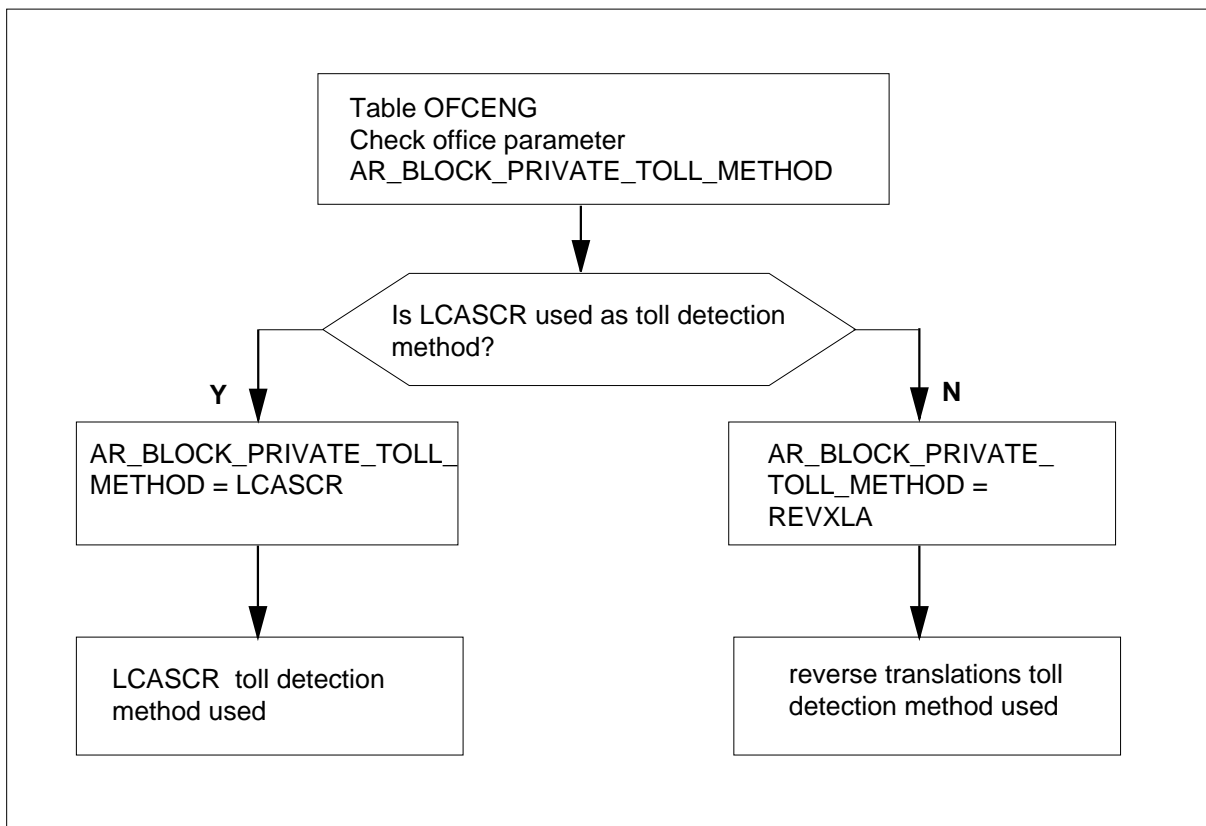 Table OFCENG
Check office parameter
AR_BLOCK_PRIVATE_TOLL_METHOD
Is LCASCR used as toll detection
method?
Y
N
AR_BLOCK_PRIVATE_TOLL_
METHOD = LCASCR
AR_BLOCK_PRIVATE_
TOLL_METHOD =
REVXLA
LCASCR toll detection
method used
reverse translations toll
detection method used